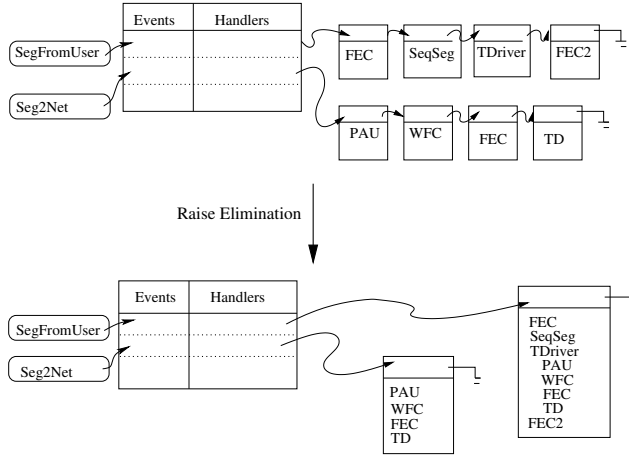 Events Handlers
SegFromUser
Seg2Net
FEC SeqSeg TDriver FEC2
PAU WFC FEC TD
Raise Elimination
Events Handlers
SegFromUser
Seg2Net
PAU
WFC
FEC
TD
FEC
SeqSeg
TDriver
PAU
WFC
FEC
TD
FEC2